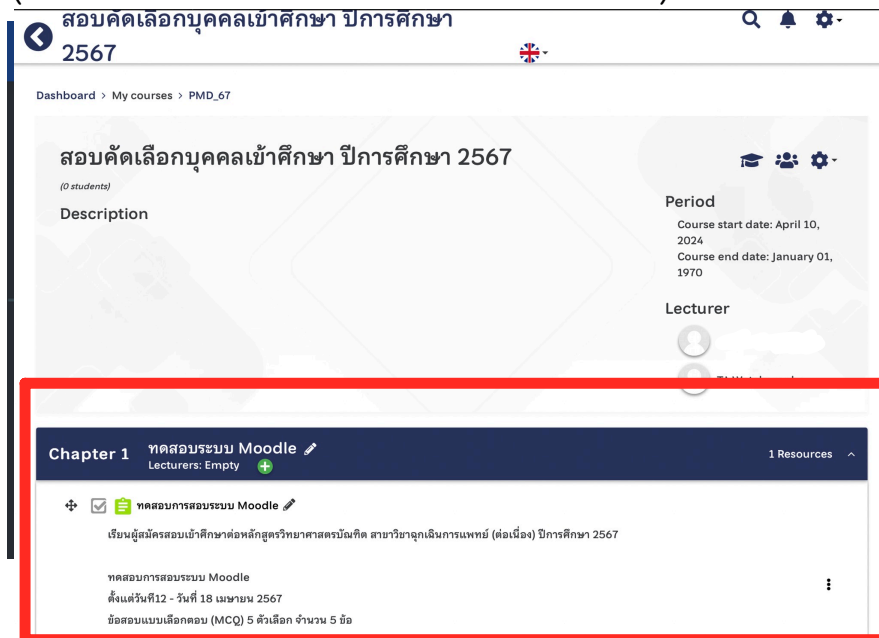 สอบคัดเลือกบุคคลเข้าศึกษา ปีการศึกษา
2567
Dashboard > My courses > PMD_67
สอบคัดเลือกบุคคลเข้าศึกษา ปีการศึกษา 2567
(0 students)
Description
Period
Course start date: April 10,
2024
Course end date: January 01,
1970
Lecturer
Chapter 1
ทดสอบระบบ Moodle
Lecturers: Empty
1 Resources
ทดสอบการสอบระบบ Moodle
เรียนผู้สมัครสอบเข้าศึกษาต่อหลักสูตรวิทยาศาสตรบัณฑิต สาขาวิชาฉุกเฉินการแพทย์ (ต่อเนื่อง) ปีการศึกษา 2567
ทดสอบการสอบระบบ Moodle
ตั้งแต่วันที่12 - วันที่ 18 เมษายน 2567
ข้อสอบแบบเลือกตอบ (MCQ) 5 ตัวเลือก จำนวน 5 ข้อ